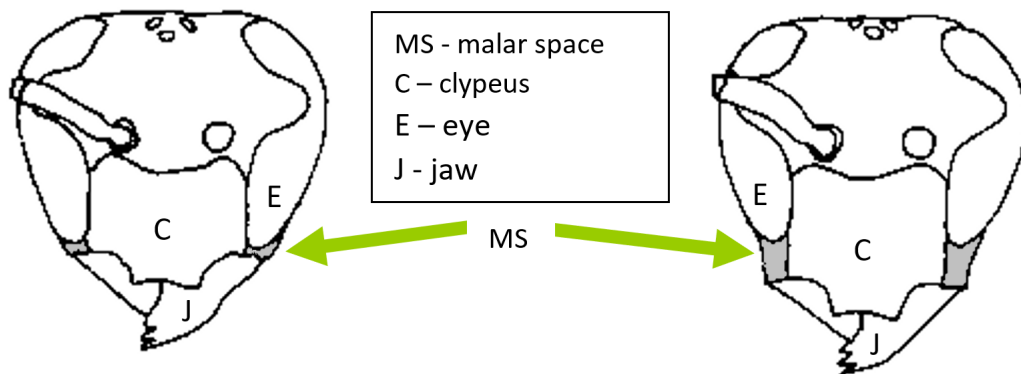 MS - malar space
C – clypeus
E – eye
J - jaw
E
C
J
MS
E
C
J